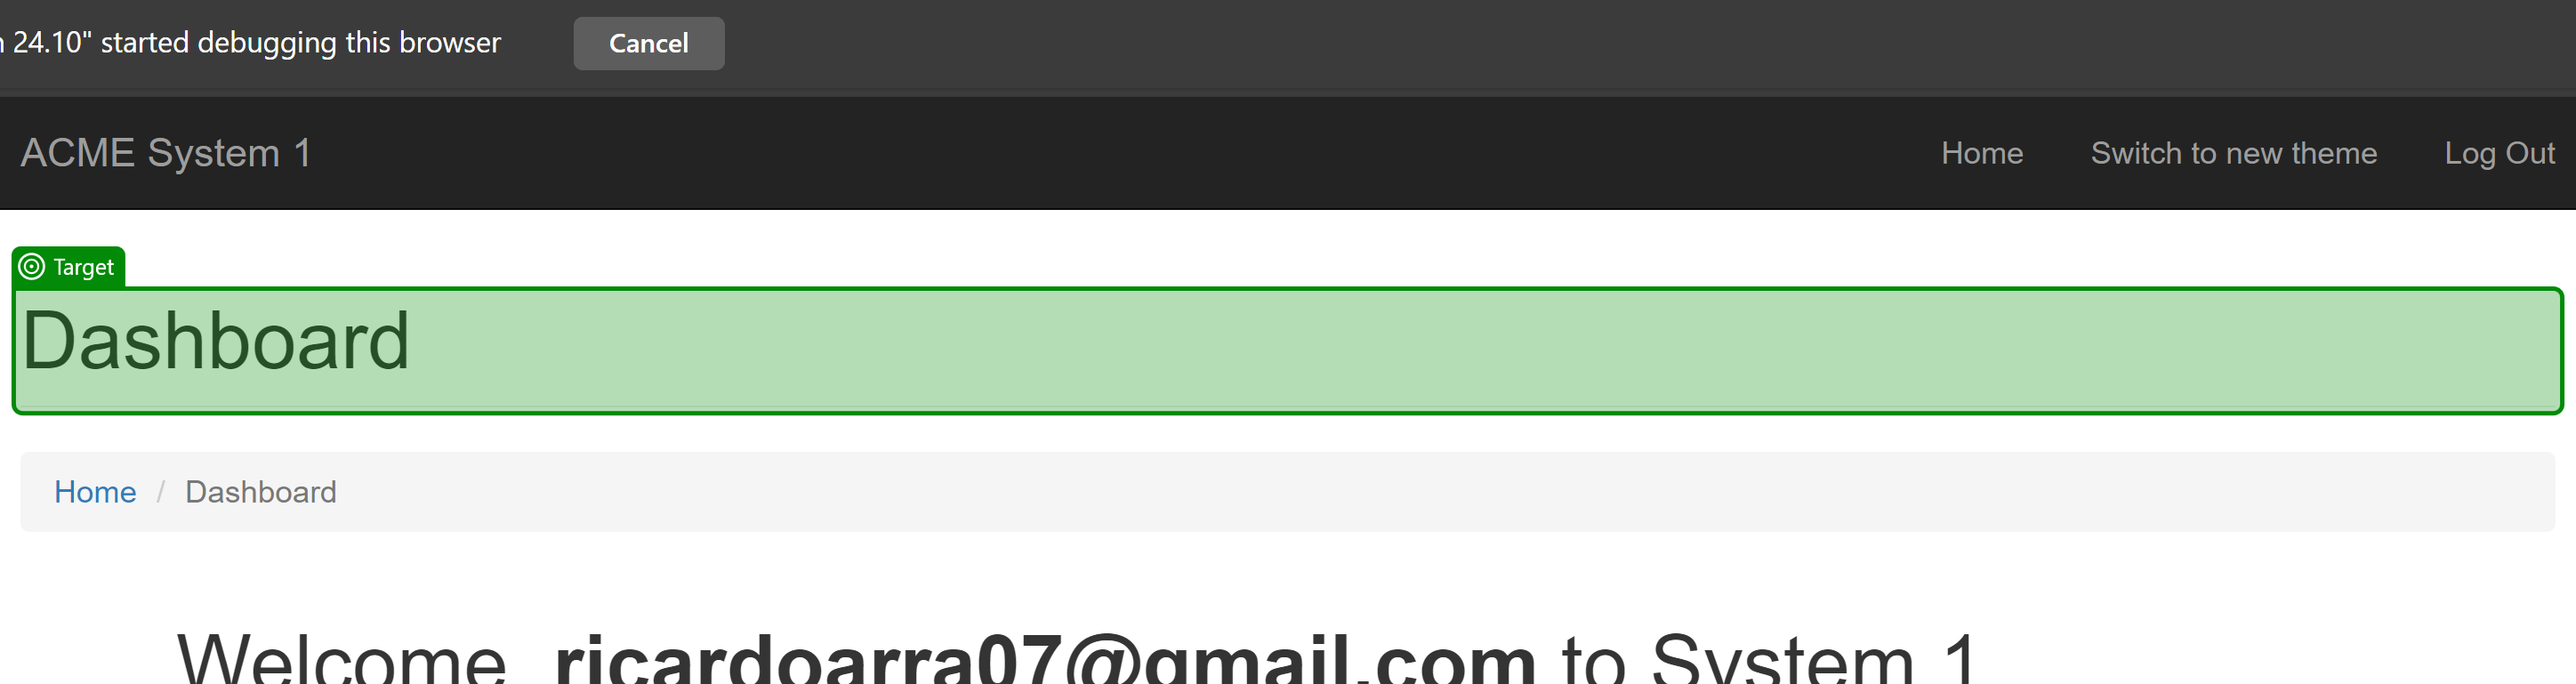 24.10" started debugging this browser Cancel
ACME System 1 Home Switch to new theme Log Out
Target
Dashboard
Home / Dashboard
Welcome ricardoarra07@gmail.com to System 1